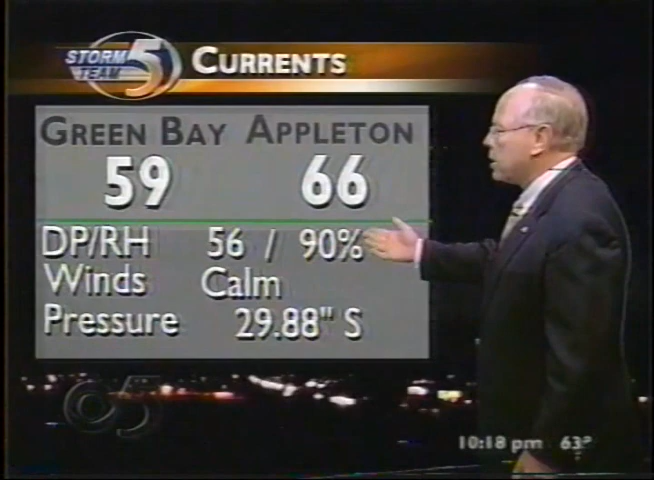 STORM TEAM 5 CURRENTS
GREEN BAY APPLETON
59 66
DP/RH 56 / 90%
Winds Calm
Pressure 29.88" S
5
10:18 pm 63°